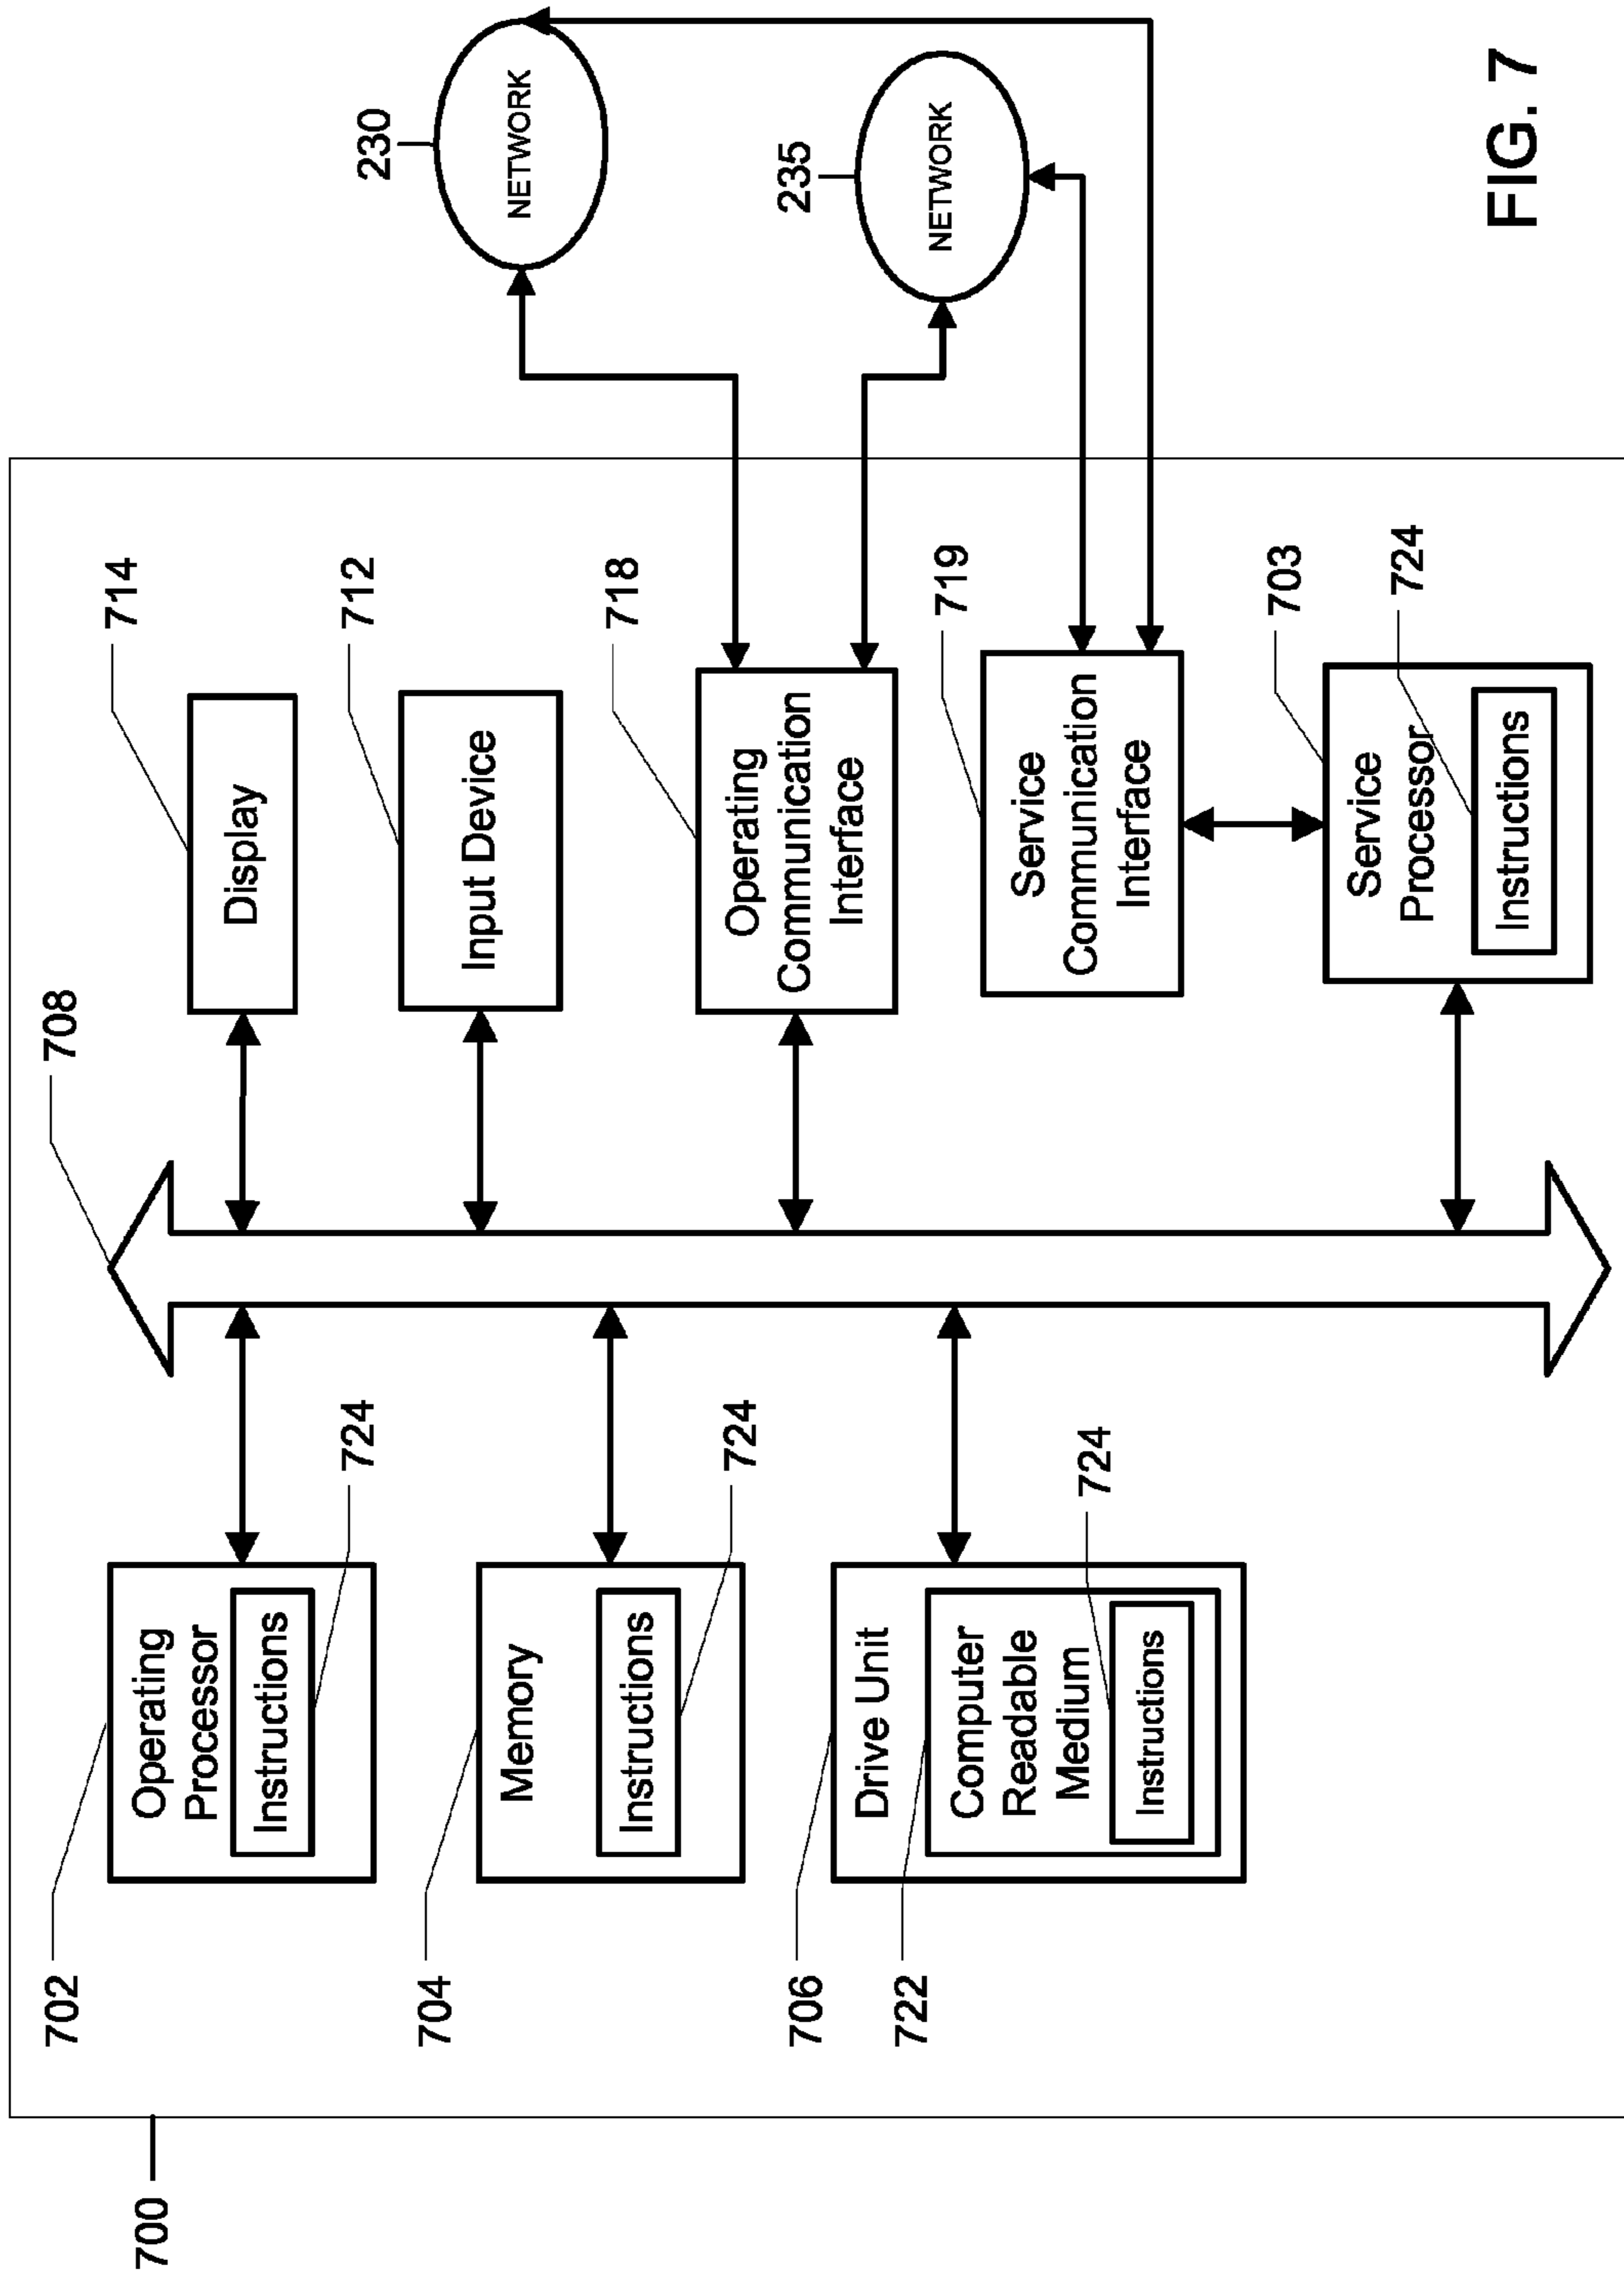 700
702
Operating
Processor
Instructions
724
704
Memory
Instructions
724
706
722
Drive Unit
Computer
Readable
Medium
Instructions
724
708
Display
714
Input Device
712
Operating
Communication
Interface
718
Service
Communication
Interface
719
Service
Processor
Instructions
703
724
230
NETWORK
235
NETWORK
FIG. 7